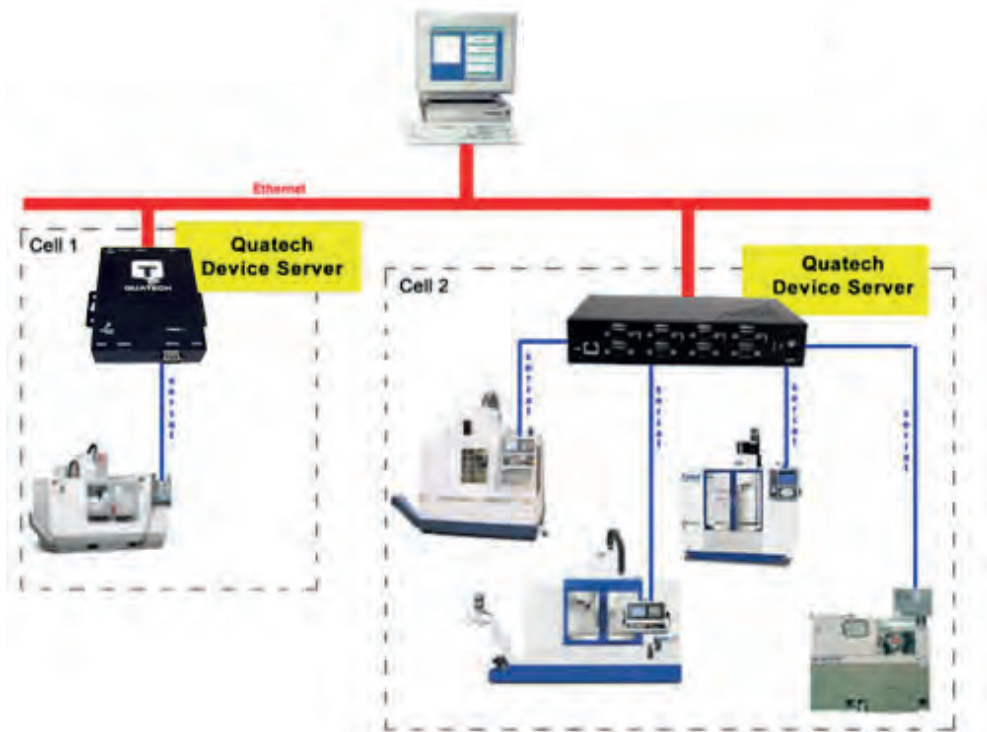 Ethernet
Cell 1
Quatech
Device Server
QUATECH
serial
Cell 2
Quatech
Device Server
serial
serial
serial
serial